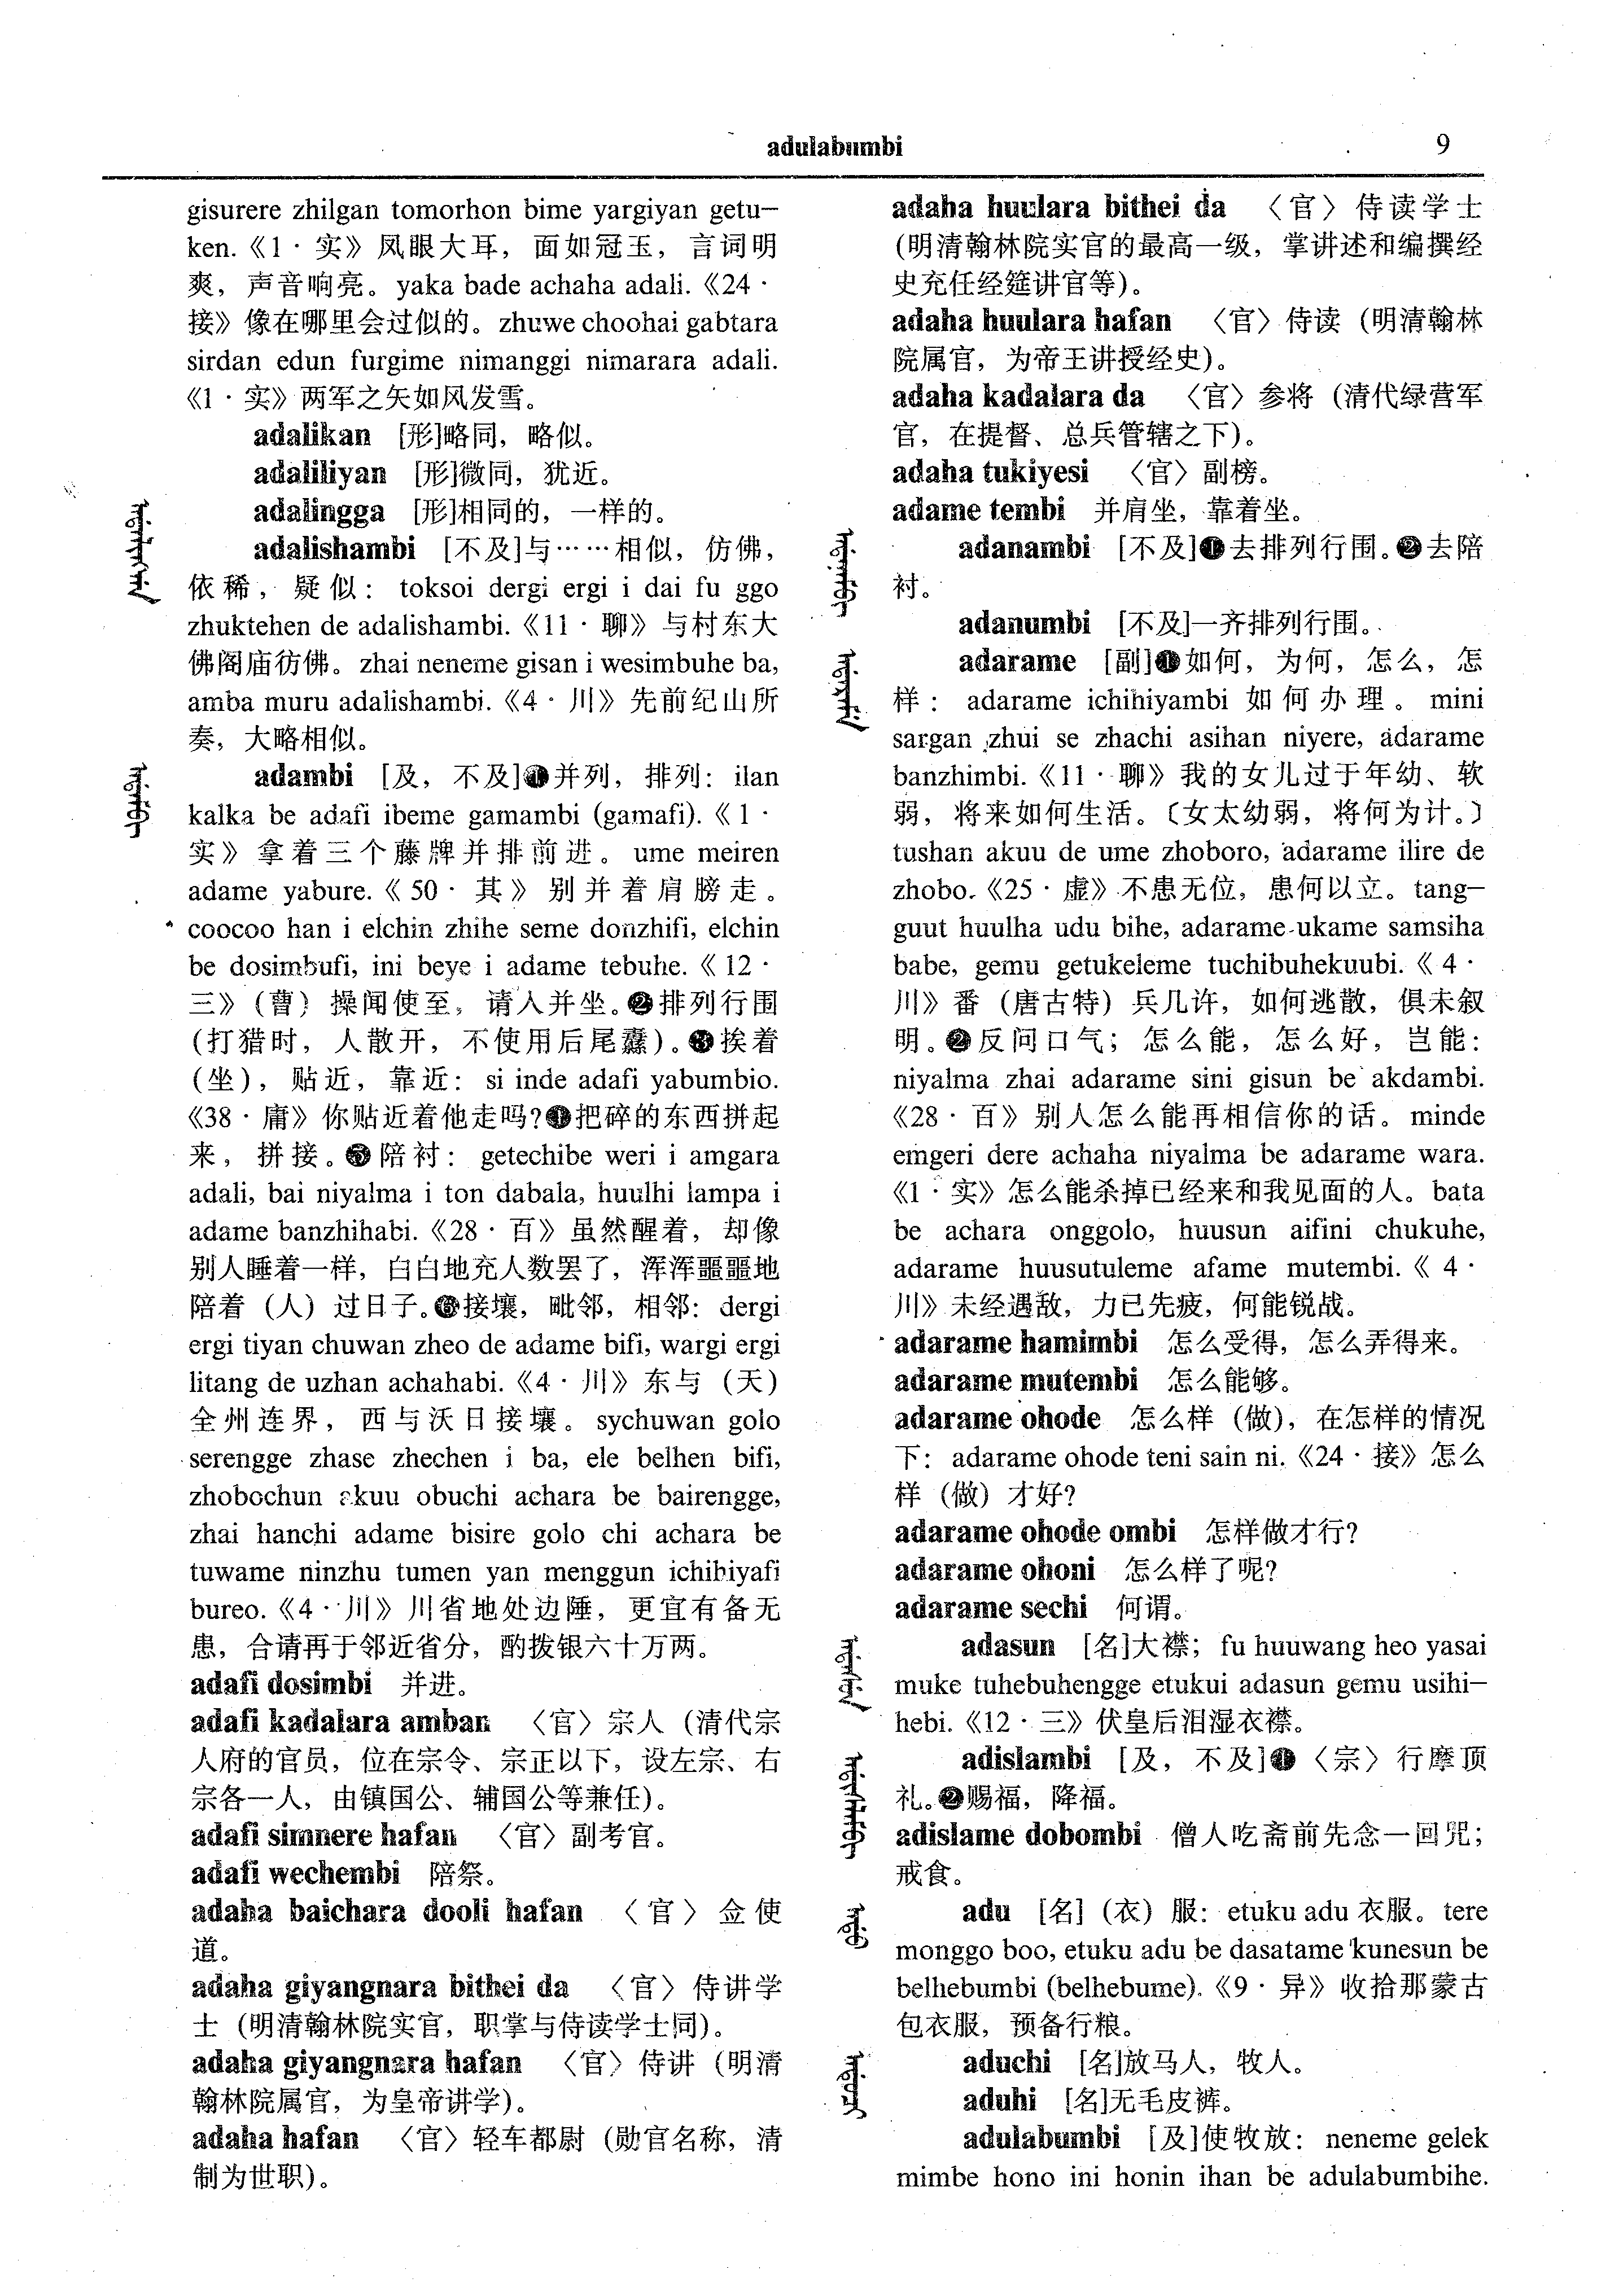 adulabumbi
9
gisurere zhilgan tomorhon bime yargiyan getu-
ken.《1·实》凤眼大耳，面如冠玉，言词明
爽，声音响亮。yaka bade achaha adali.《24·
接》像在哪里会过似的。zhuwe choohai gabtara
sirdan edun furgime nimanggi nimarara adali.
《1·实》两军之矢如风发雪。
adalikan [形]略同，略似。
adaliliyan [形]微同，犹近。
adalingga [形]相同的，一样的。
adalishambi [不及]与……相似，仿佛，
依稀，疑似：toksoi dergi ergi i dai fu ggo
zhuktehen de adalishambi.《11·聊》与村东大
佛阁庙彷佛。zhai neneme gisan i wesimbuhe ba,
amba muru adalishambi.《4·川》先前纪山所
奏，大略相似。
adambi [及，不及]❶并列，排列：ilan
kalka be adafi ibeme gamambi (gamafi).《1·
实》拿着三个藤牌并排前进。ume meiren
adame yabure.《50·其》别并着肩膀走。
coocoo han i elchin zhihe seme donzhifi, elchin
be dosimbufi, ini beye i adame tebuhe.《12·
三》（曹）操闻使至，请入并坐。❷排列行围
（打猎时，人散开，不使用后尾纛）。❸挨着
（坐），贴近，靠近：si inde adafi yabumbio.
《38·庸》你贴近着他走吗？❹把碎的东西拼起
来，拼接。❺陪衬：getechibe weri i amgara
adali, bai niyalma i ton dabala, huulhi lampa i
adame banzhihabi.《28·百》虽然醒着，却像
别人睡着一样，白白地充人数罢了，浑浑噩噩地
陪着（人）过日子。❻接壤，毗邻，相邻：dergi
ergi tiyan chuwan zheo de adame bifi, wargi ergi
litang de uzhan achahabi.《4·川》东与（天）
全州连界，西与沃日接壤。sychuwan golo
serengge zhase zhechen i ba, ele belhen bifi,
zhobochun akuu obuchi achara be bairengge,
zhai hanchi adame bisire golo chi achara be
tuwame ninzhu tumen yan menggun ichihiyafi
bureo.《4·川》川省地处边陲，更宜有备无
患，合请再于邻近省分，酌拨银六十万两。
adafi dosimbi 并进。
adafi kadalara amban 〈官〉宗人（清代宗
人府的官员，位在宗令、宗正以下，设左宗、右
宗各一人，由镇国公、辅国公等兼任）。
adafi simnere hafan 〈官〉副考官。
adafi wechembi 陪祭。
adaha baichara dooli hafan 〈官〉佥使
道。
adaha giyangnara bithei da 〈官〉侍讲学
士（明清翰林院实官，职掌与侍读学士同）。
adaha giyangnara hafan 〈官〉侍讲（明清
翰林院属官，为皇帝讲学）。
adaha hafan 〈官〉轻车都尉（勋官名称，清
制为世职）。
adaha huulara bithei da 〈官〉侍读学士
（明清翰林院实官的最高一级，掌讲述和编撰经
史充任经筵讲官等）。
adaha huulara hafan 〈官〉侍读（明清翰林
院属官，为帝王讲授经史）。
adaha kadalara da 〈官〉参将（清代绿营军
官，在提督、总兵管辖之下）。
adaha tukiyesi 〈官〉副榜。
adame tembi 并肩坐，靠着坐。
adanambi [不及]❶去排列行围。❷去陪
衬。
adanumbi [不及]一齐排列行围。
adarame [副]❶如何，为何，怎么，怎
样：adarame ichihiyambi 如何办理。mini
sargan zhui se zhachi asihan niyere, adarame
banzhimbi.《11·聊》我的女儿过于年幼、软
弱，将来如何生活。〔女太幼弱，将何为计。〕
tushan akuu de ume zhoboro, adarame ilire de
zhobo.《25·虚》不患无位，患何以立。tang-
guut huulha udu bihe, adarame ukame samsiha
babe, gemu getukeleme tuchibuhekuubi.《4·
川》番（唐古特）兵几许，如何逃散，俱未叙
明。❷反问口气；怎么能，怎么好，岂能：
niyalma zhai adarame sini gisun be akdambi.
《28·百》别人怎么能再相信你的话。minde
emgeri dere achaha niyalma be adarame wara.
《1·实》怎么能杀掉已经来和我见面的人。bata
be achara onggolo, huusun aifini chukuhe,
adarame huusutuleme afame mutembi.《4·
川》未经遇敌，力已先疲，何能锐战。
adarame hamimbi 怎么受得，怎么弄得来。
adarame mutembi 怎么能够。
adarame ohode 怎么样（做），在怎样的情况
下：adarame ohode teni sain ni.《24·接》怎么
样（做）才好？
adarame ohode ombi 怎样做才行？
adarame ohoni 怎么样了呢？
adarame sechi 何谓。
adasun [名]大襟；fu huuwang heo yasai
muke tuhebuhengge etukui adasun gemu usihi-
hebi.《12·三》伏皇后泪湿衣襟。
adislambi [及，不及]❶〈宗〉行摩顶
礼。❷赐福，降福。
adislame dobombi 僧人吃斋前先念一回咒；
戒食。
adu [名]（衣）服：etuku adu 衣服。tere
monggo boo, etuku adu be dasatame kunesun be
belhebumbi (belhebume).《9·异》收拾那蒙古
包衣服，预备行粮。
aduchi [名]放马人，牧人。
aduhi [名]无毛皮裤。
adulabumbi [及]使牧放：neneme gelek
mimbe hono ini honin ihan be adulabumbihe.